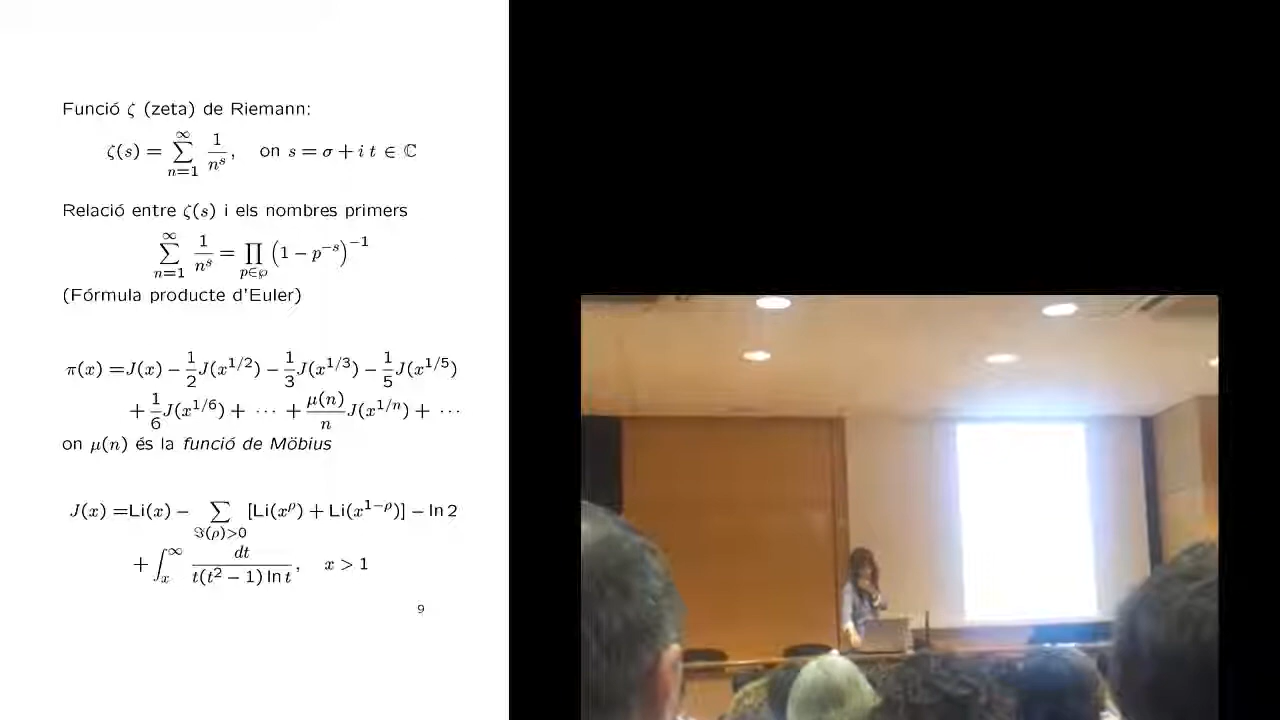 Funció ζ (zeta) de Riemann:
ζ(s) = ∑_{n=1}^{∞} 1/n^s, on s = σ + i t ∈ ℂ
Relació entre ζ(s) i els nombres primers
∑_{n=1}^{∞} 1/n^s = ∏_{p∈℘} (1 − p^{−s})^{−1}
(Fórmula producte d'Euler)
π(x) =J(x) − 1/2 J(x^{1/2}) − 1/3 J(x^{1/3}) − 1/5 J(x^{1/5})
+ 1/6 J(x^{1/6}) + ⋯ + μ(n)/n J(x^{1/n}) + ⋯
on μ(n) és la funció de Möbius
J(x) =Li(x) − ∑_{ℑ(ρ)>0} [Li(x^ρ) + Li(x^{1−ρ})] − ln 2
+ ∫_x^∞ dt/(t(t^2 − 1) ln t), x > 1
9